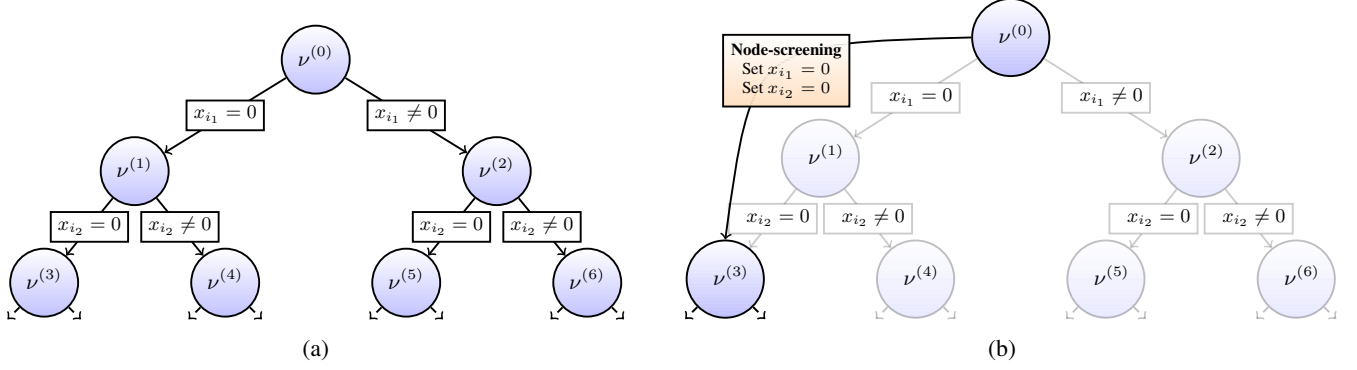 ν^(0)
x_{i_1} = 0
x_{i_1} ≠ 0
ν^(1)
ν^(2)
x_{i_2} = 0
x_{i_2} ≠ 0
x_{i_2} = 0
x_{i_2} ≠ 0
ν^(3)
ν^(4)
ν^(5)
ν^(6)
(a)
ν^(0)
Node-screening
Set x_{i_1} = 0
Set x_{i_2} = 0
x_{i_1} = 0
x_{i_1} ≠ 0
ν^(1)
ν^(2)
x_{i_2} = 0
x_{i_2} ≠ 0
x_{i_2} = 0
x_{i_2} ≠ 0
ν^(3)
ν^(4)
ν^(5)
ν^(6)
(b)